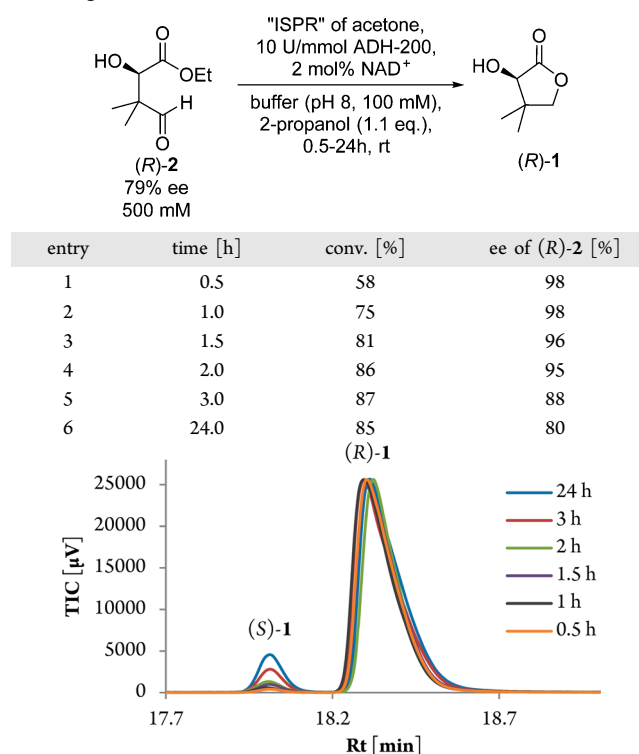 "ISPR" of acetone,
10 U/mmol ADH-200,
2 mol% NAD⁺
buffer (pH 8, 100 mM),
2-propanol (1.1 eq.),
0.5-24h, rt
HO
O
OEt
H
O
(R)-2
79% ee
500 mM
HO
O
O
(R)-1
entry time [h] conv. [%] ee of (R)-2 [%]
1 0.5 58 98
2 1.0 75 98
3 1.5 81 96
4 2.0 86 95
5 3.0 87 88
6 24.0 85 80
(R)-1
25000
20000
15000
10000
5000
0
TIC [µV]
(S)-1
24 h
3 h
2 h
1.5 h
1 h
0.5 h
17.7 18.2 18.7
Rt [min]